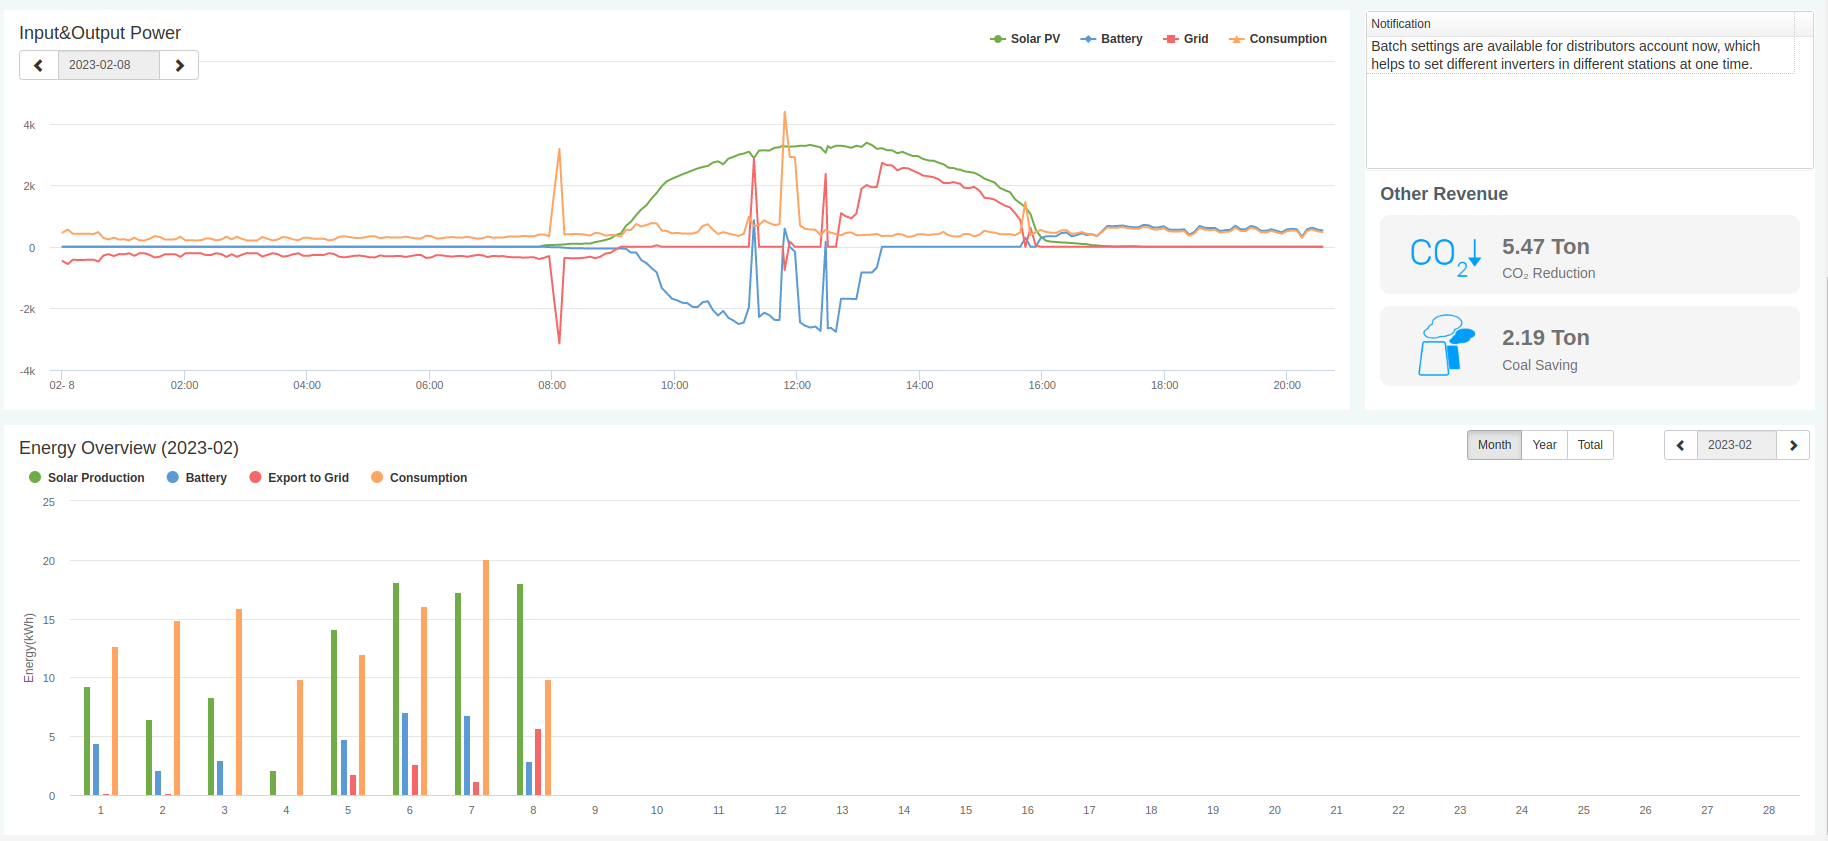 Input&Output Power
2023-02-08
Solar PV
Battery
Grid
Consumption
4k
2k
0
-2k
-4k
02- 8
02:00
04:00
06:00
08:00
10:00
12:00
14:00
16:00
18:00
20:00
Notification
Batch settings are available for distributors account now, which
helps to set different inverters in different stations at one time.
Other Revenue
CO2
5.47 Ton
CO₂ Reduction
2.19 Ton
Coal Saving
Energy Overview (2023-02)
Month
Year
Total
2023-02
Solar Production
Battery
Export to Grid
Consumption
Energy(kWh)
25
20
15
10
5
0
1
2
3
4
5
6
7
8
9
10
11
12
13
14
15
16
17
18
19
20
21
22
23
24
25
26
27
28